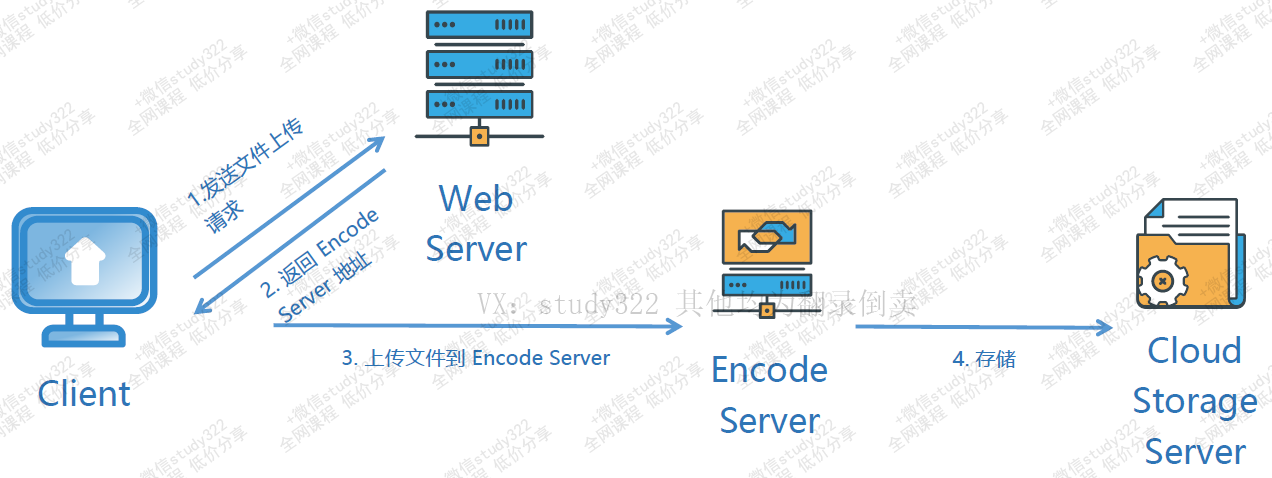 1.发送文件上传
请求
Web
Server
2. 返回 Encode
Server 地址
VX: study322 其他均为翻录倒卖
3. 上传文件到 Encode Server
4. 存储
Client
Encode
Server
Cloud
Storage
Server
+微信study322
全网课程 低价分享